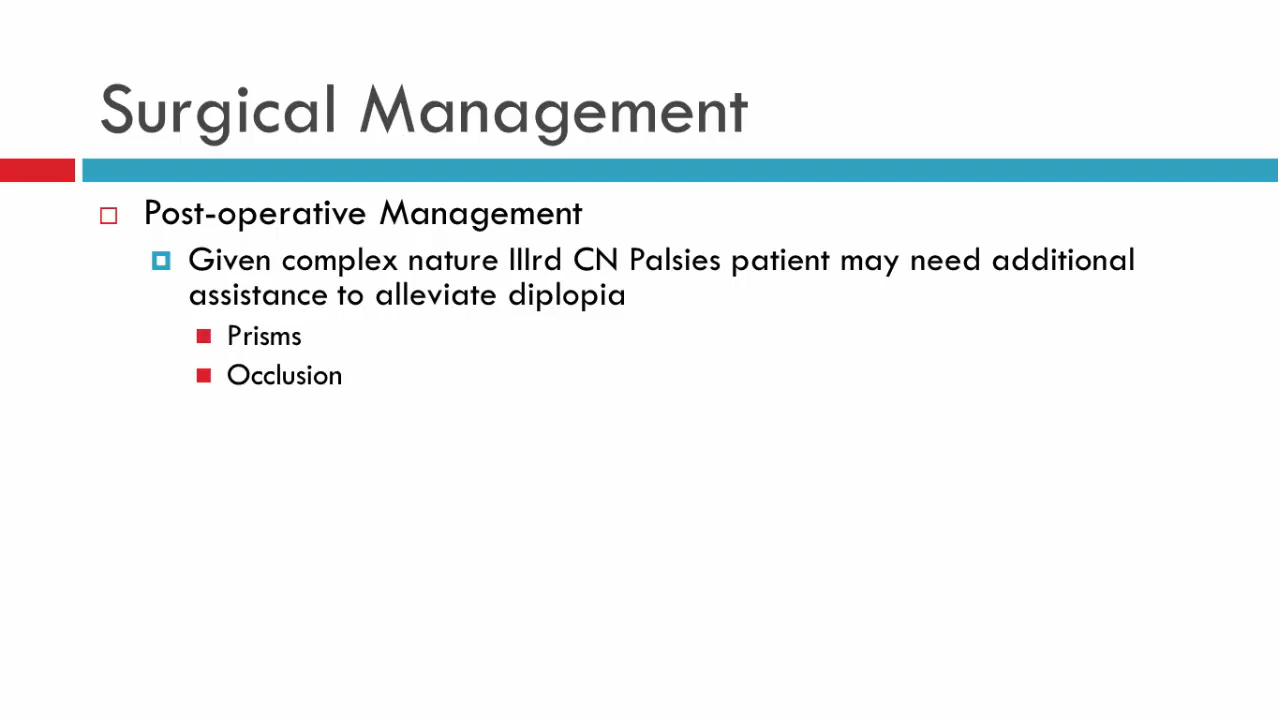 Surgical Management
Post-operative Management
Given complex nature IIIrd CN Palsies patient may need additional
assistance to alleviate diplopia
Prisms
Occlusion